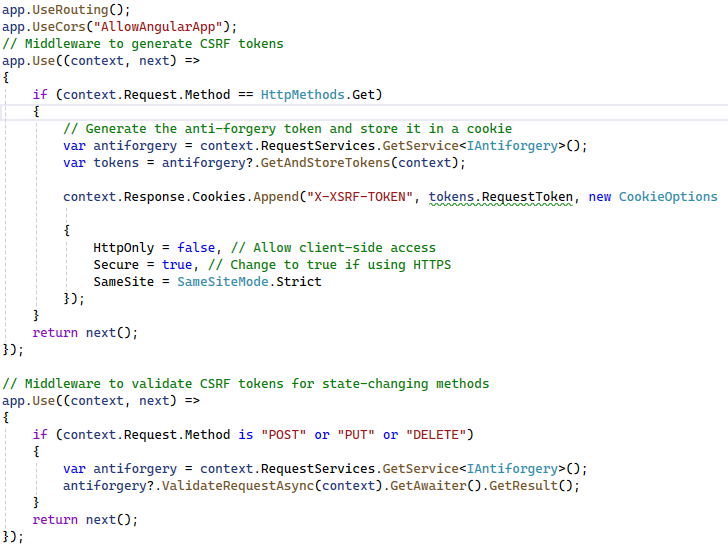 app.UseRouting();
app.UseCors("AllowAngularApp");
// Middleware to generate CSRF tokens
app.Use((context, next) =>
{
    if (context.Request.Method == HttpMethods.Get)
    {
        // Generate the anti-forgery token and store it in a cookie
        var antiforgery = context.RequestServices.GetService<IAntiforgery>();
        var tokens = antiforgery?.GetAndStoreTokens(context);

        context.Response.Cookies.Append("X-XSRF-TOKEN", tokens.RequestToken, new CookieOptions

        {
            HttpOnly = false, // Allow client-side access
            Secure = true, // Change to true if using HTTPS
            SameSite = SameSiteMode.Strict
        });
    }
    return next();
});

// Middleware to validate CSRF tokens for state-changing methods
app.Use((context, next) =>
{
    if (context.Request.Method is "POST" or "PUT" or "DELETE")
    {
        var antiforgery = context.RequestServices.GetService<IAntiforgery>();
        antiforgery?.ValidateRequestAsync(context).GetAwaiter().GetResult();
    }
    return next();
});